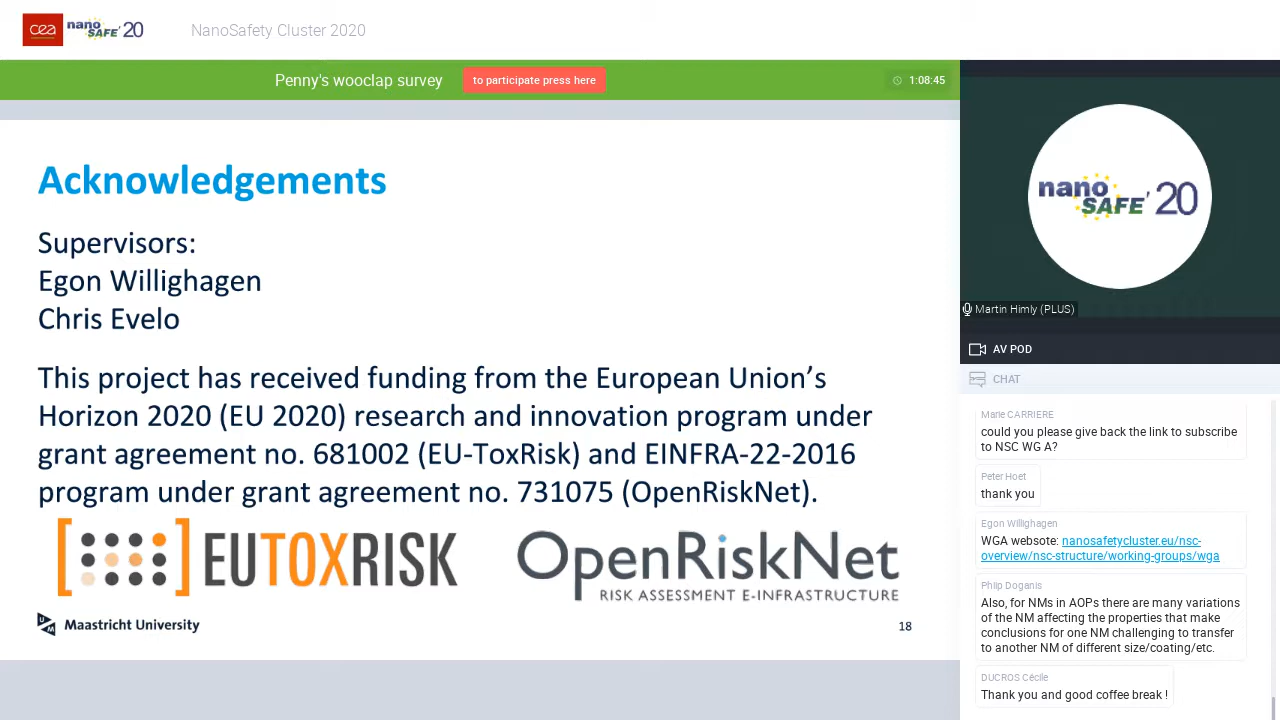 cea nano SAFE' 20
NanoSafety Cluster 2020
Penny's wooclap survey
to participate press here
1:08:45
Acknowledgements
Supervisors:
Egon Willighagen
Chris Evelo
This project has received funding from the European Union's
Horizon 2020 (EU 2020) research and innovation program under
grant agreement no. 681002 (EU-ToxRisk) and EINFRA-22-2016
program under grant agreement no. 731075 (OpenRiskNet).
EUTOXRISK
OpenRiskNet
RISK ASSESSMENT E-INFRASTRUCTURE
UM Maastricht University
18
nano SAFE' 20
Martin Himly (PLUS)
AV POD
CHAT
Marie CARRIERE
could you please give back the link to subscribe
to NSC WG A?
Peter Hoet
thank you
Egon Willighagen
WGA websote: nanosafetycluster.eu/nsc-
overview/nsc-structure/working-groups/wga
Philp Doganis
Also, for NMs in AOPs there are many variations
of the NM affecting the properties that make
conclusions for one NM challenging to transfer
to another NM of different size/coating/etc.
DUCROS Cécile
Thank you and good coffee break !